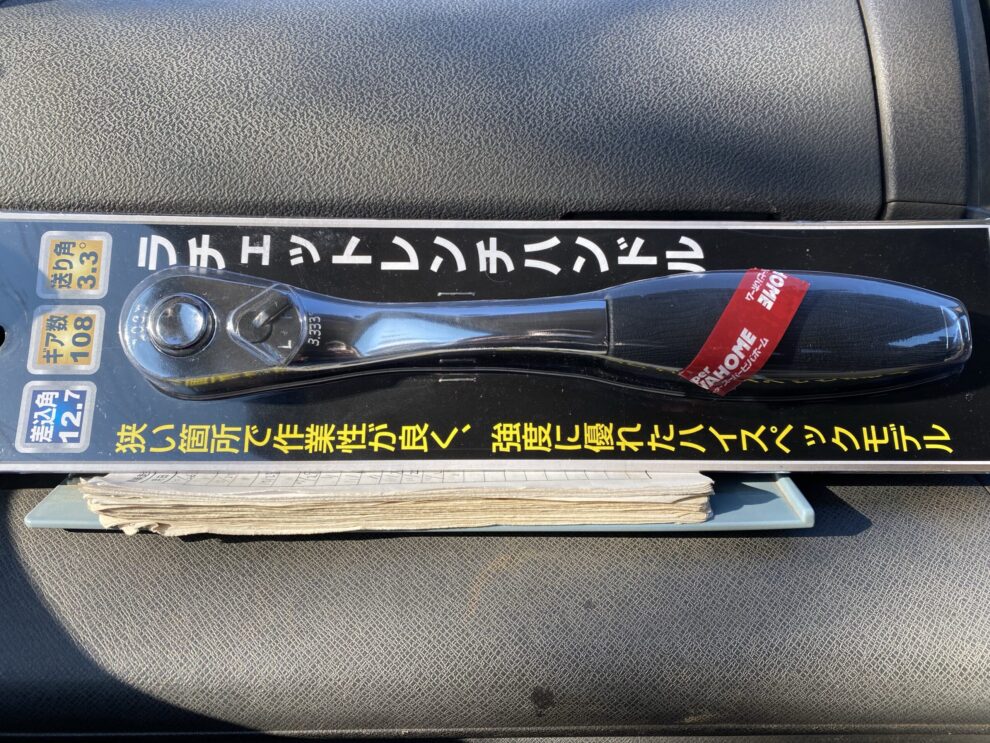 ラチェットレンチハンドル
送り角
3.3°
ギア数
108
差込角
12.7
L
3.333
HOME
VAHOME
スーパービバホーム
狭い箇所で作業性が良く、強度に優れたハイスペックモデル